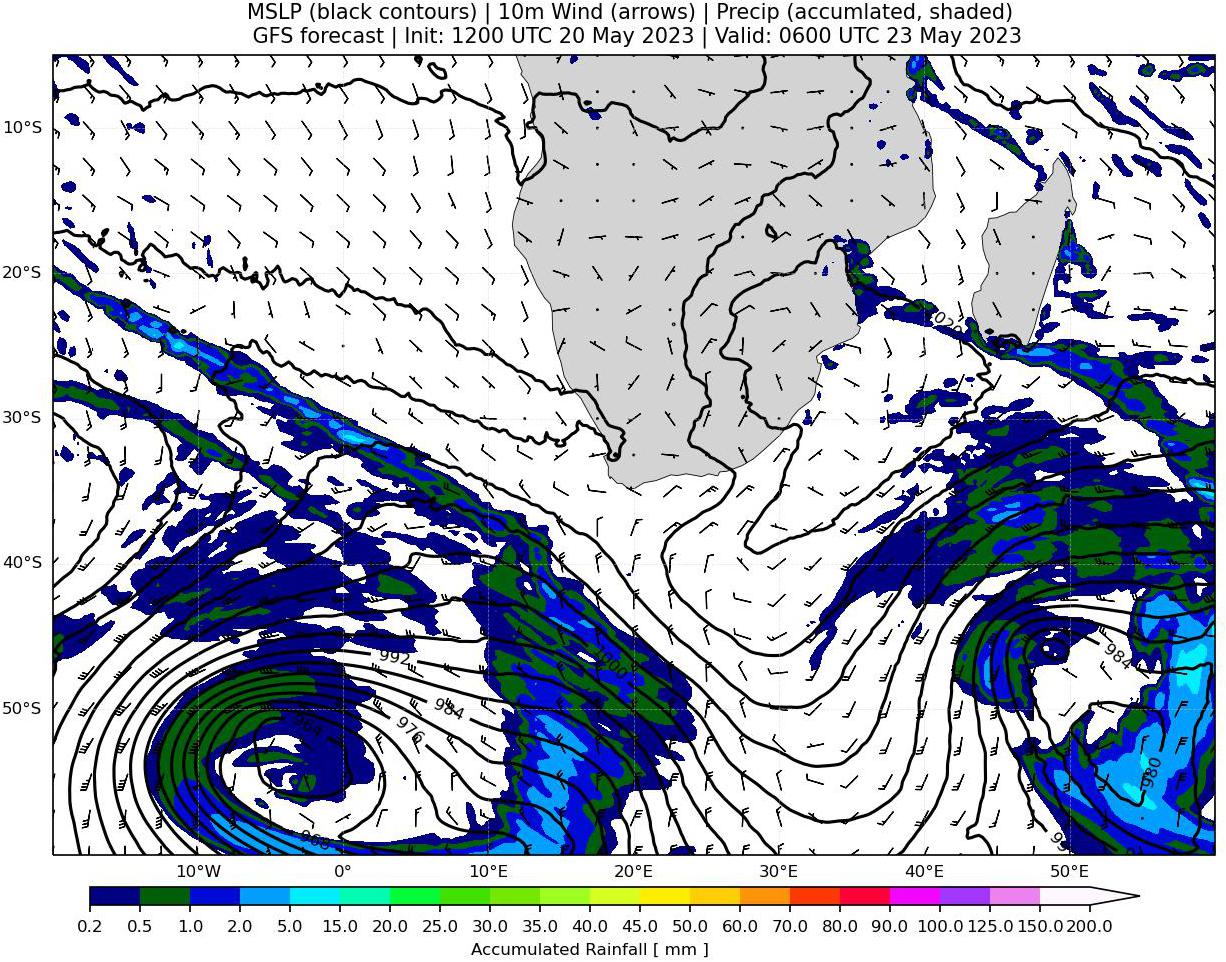 MSLP (black contours) | 10m Wind (arrows) | Precip (accumlated, shaded)
GFS forecast | Init: 1200 UTC 20 May 2023 | Valid: 0600 UTC 23 May 2023
10°S
20°S
1020
30°S
40°S
992
1000
984
50°S
984
976
964
980
968
10°W 0° 10°E 20°E 30°E 40°E 50°E
0.2 0.5 1.0 2.0 5.0 10.0 15.0 20.0 25.0 30.0 35.0 40.0 45.0 50.0 60.0 70.0 80.0 90.0 100.0 125.0 150.0 200.0
Accumulated Rainfall [ mm ]